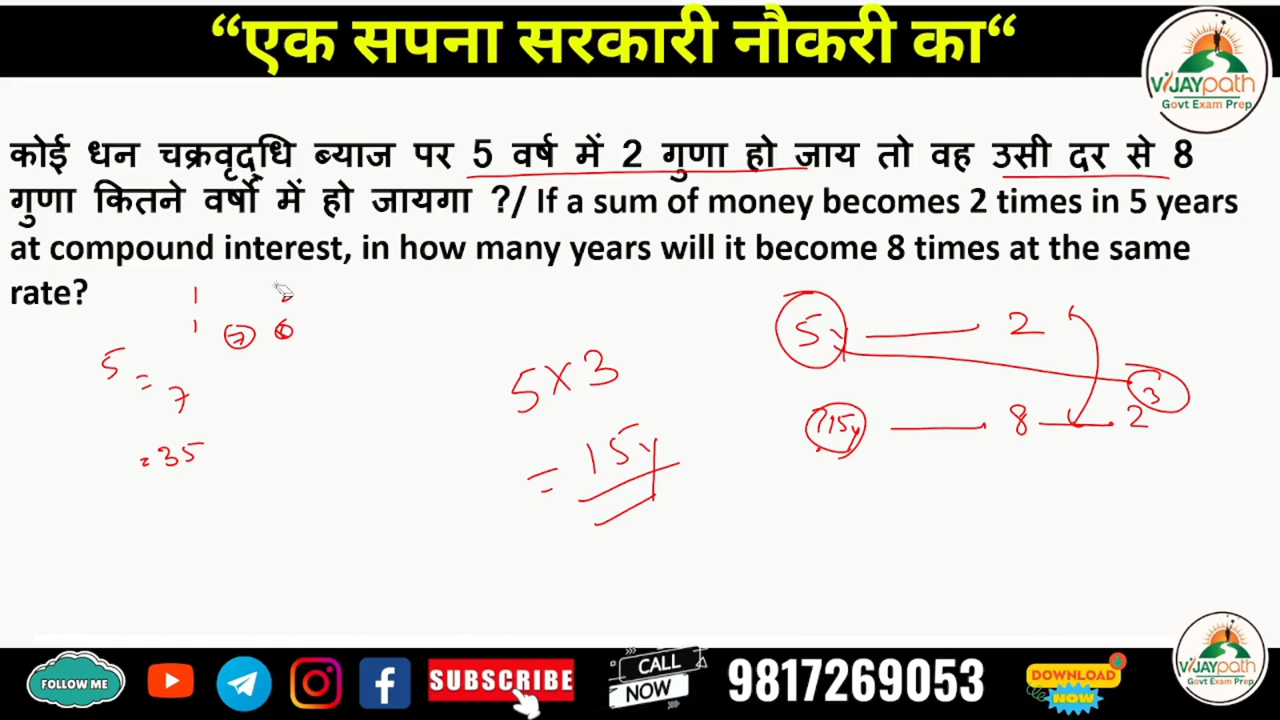 “एक सपना सरकारी नौकरी का“
VIJAYpath
Govt Exam Prep
कोई धन चक्रवृद्धि ब्याज पर 5 वर्ष में 2 गुणा हो जाय तो वह उसी दर से 8
गुणा कितने वर्षो में हो जायगा ?/ If a sum of money becomes 2 times in 5 years
at compound interest, in how many years will it become 8 times at the same
rate?
1
1 7
5 =
7
= 35
5 x 3
= 15y
5y 2
3
15y 8 2
VIJAYpath
Govt Exam Prep
FOLLOW ME
SUBSCRIBE
CALL
NOW
9817269053
DOWNLOAD
NOW